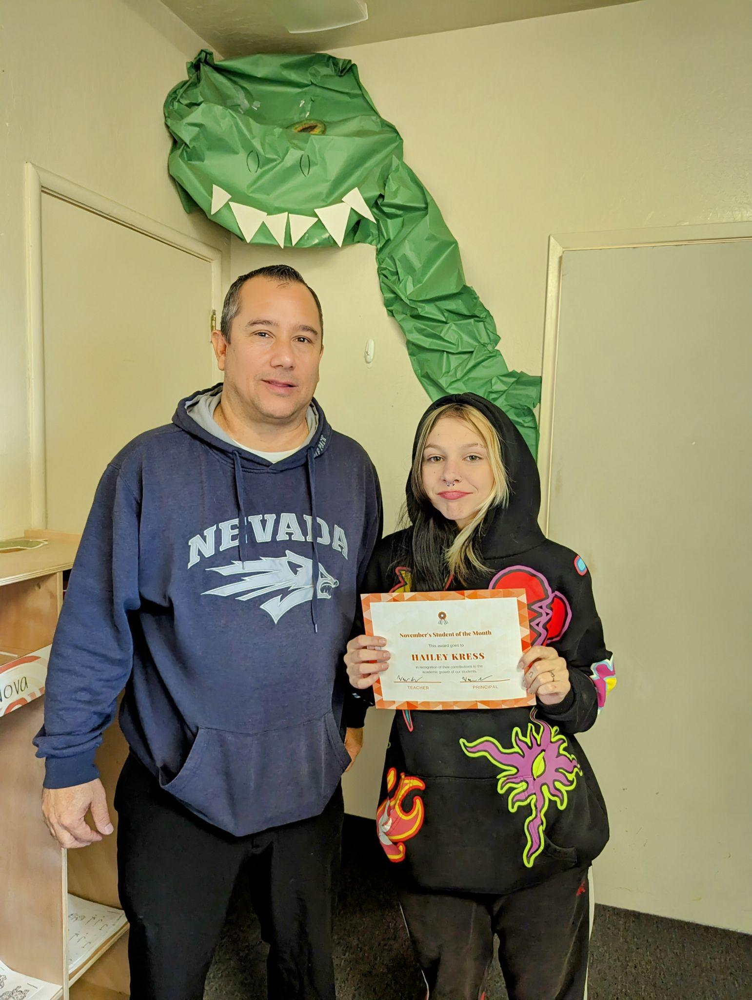 NEVADA
November's Student of the Month
This award goes to
HAILEY KRESS
in recognition of their contributions to the
academic growth of our students.
TEACHER PRINCIPAL
PACK